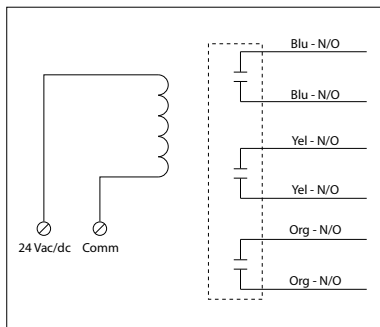 Blu - N/O
Blu - N/O
Yel - N/O
Yel - N/O
Org - N/O
Org - N/O
24 Vac/dc Comm